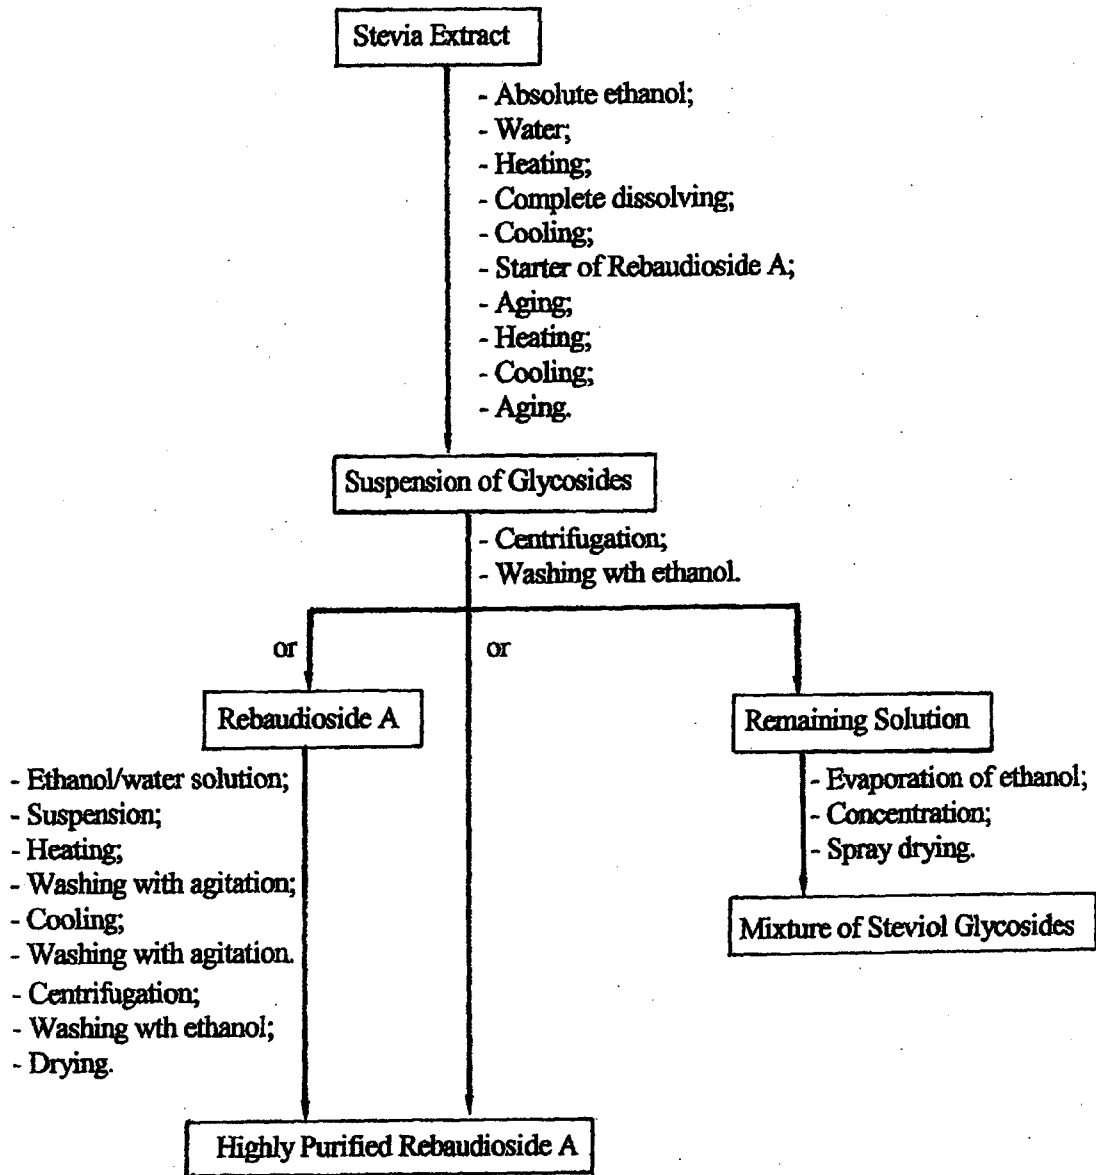 Stevia Extract
- Absolute ethanol;
- Water;
- Heating;
- Complete dissolving;
- Cooling;
- Starter of Rebaudioside A;
- Aging;
- Heating;
- Cooling;
- Aging.
Suspension of Glycosides
- Centrifugation;
- Washing wth ethanol.
or
or
Rebaudioside A
Remaining Solution
- Ethanol/water solution;
- Suspension;
- Heating;
- Washing with agitation;
- Cooling;
- Washing with agitation.
- Centrifugation;
- Washing wth ethanol;
- Drying.
- Evaporation of ethanol;
- Concentration;
- Spray drying.
Mixture of Steviol Glycosides
Highly Purified Rebaudioside A